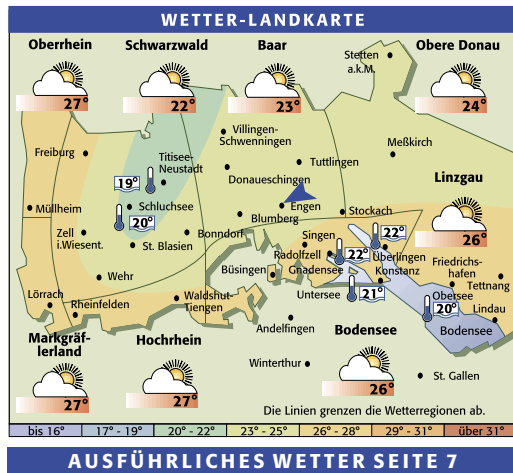 WETTER-LANDKARTE
Oberrhein
27°
Schwarzwald
22°
Baar
23°
Stetten
a.k.M.
Obere Donau
24°
Villingen-
Schwenningen
Freiburg
Titisee-
Neustadt
19°
Tuttlingen
Meßkirch
Donaueschingen
Linzgau
26°
Müllheim
Schluchsee
20°
Engen
Blumberg
Stockach
Zell
i.Wiesent.
St. Blasien
Bonndorf
Singen
22°
Überlingen
Radolfzell
22°
Gnadensee
Konstanz
Büsingen
Friedrichs-
hafen
Wehr
Untersee
21°
Tettnang
Obersee
20°
Lörrach
Rheinfelden
Waldshut-
Tiengen
Lindau
Bodensee
Andelfingen
Markgräf-
lerland
27°
Hochrhein
27°
Bodensee
26°
Winterthur
St. Gallen
Die Linien grenzen die Wetterregionen ab.
bis 16° 17° - 19° 20° - 22° 23° - 25° 26° - 28° 29° - 31° über 31°
AUSFÜHRLICHES WETTER SEITE 7